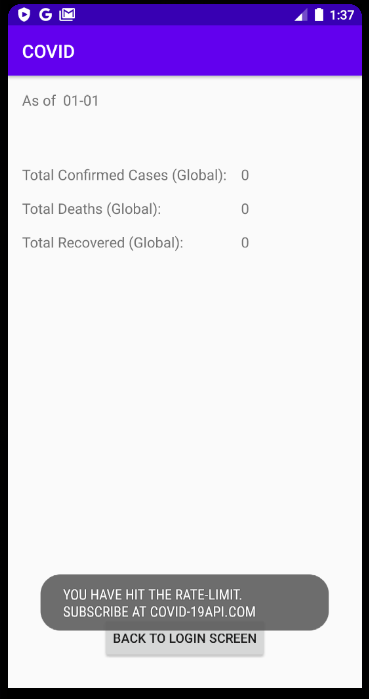 1:37
COVID
As of 01-01
Total Confirmed Cases (Global): 0
Total Deaths (Global): 0
Total Recovered (Global): 0
YOU HAVE HIT THE RATE-LIMIT.
SUBSCRIBE AT COVID-19API.COM
BACK TO LOGIN SCREEN